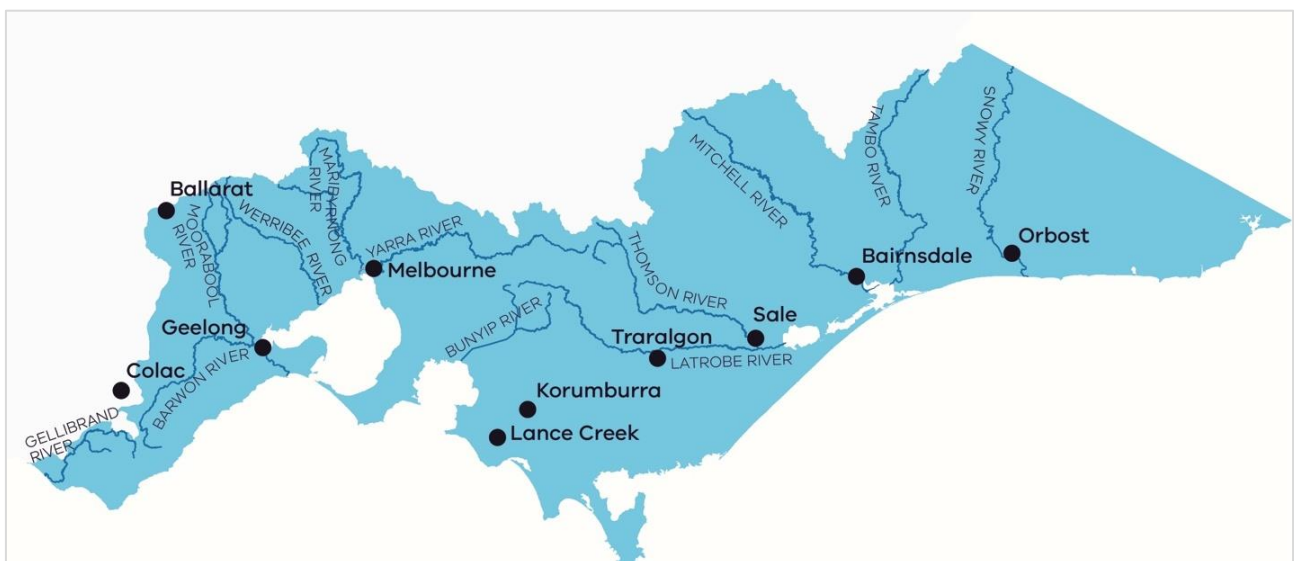 SNOWY RIVER
TAMBO RIVER
MITCHELL RIVER
MARIBYRNONG
RIVER
Ballarat
MOORABOOL
RIVER
WERRIBEE RIVER
YARRA RIVER
Melbourne
THOMSON RIVER
Bairnsdale
Orbost
Geelong
BUNYIP RIVER
Sale
Traralgon
LATROBE RIVER
Colac
BARWON RIVER
Korumburra
GELLIBRAND
RIVER
Lance Creek